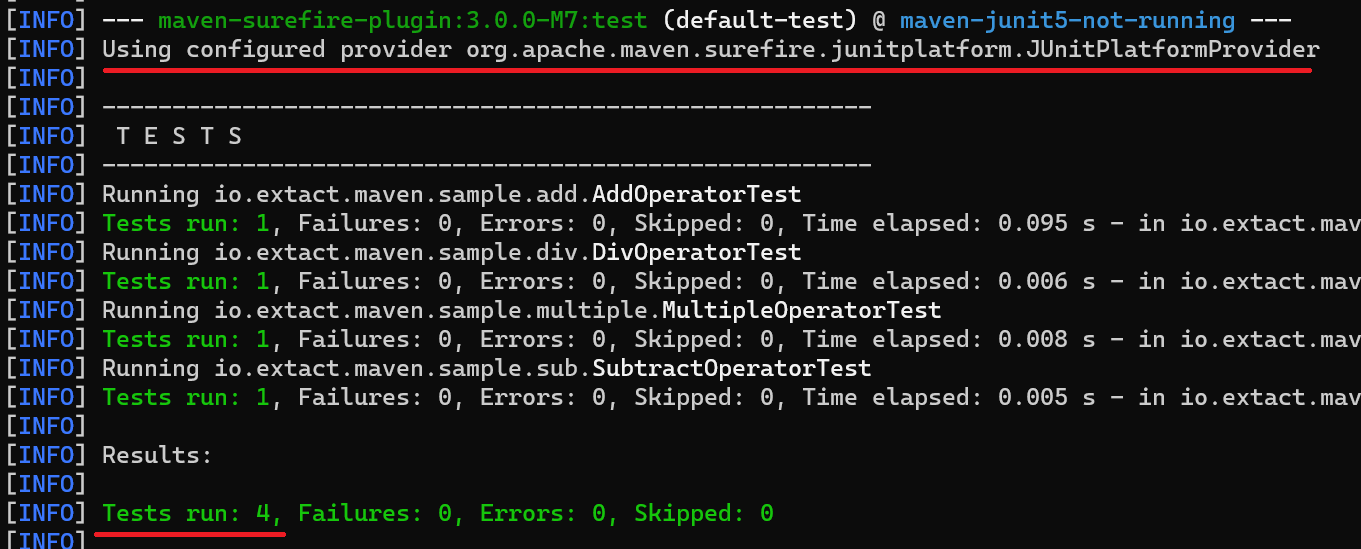 [INFO] --- maven-surefire-plugin:3.0.0-M7:test (default-test) @ maven-junit5-not-running ---
[INFO] Using configured provider org.apache.maven.surefire.junitplatform.JUnitPlatformProvider
[INFO]
[INFO] -------------------------------------------------------
[INFO]  T E S T S
[INFO] -------------------------------------------------------
[INFO] Running io.extact.maven.sample.add.AddOperatorTest
[INFO] Tests run: 1, Failures: 0, Errors: 0, Skipped: 0, Time elapsed: 0.095 s - in io.extact.mav
[INFO] Running io.extact.maven.sample.div.DivOperatorTest
[INFO] Tests run: 1, Failures: 0, Errors: 0, Skipped: 0, Time elapsed: 0.006 s - in io.extact.mav
[INFO] Running io.extact.maven.sample.multiple.MultipleOperatorTest
[INFO] Tests run: 1, Failures: 0, Errors: 0, Skipped: 0, Time elapsed: 0.008 s - in io.extact.mav
[INFO] Running io.extact.maven.sample.sub.SubtractOperatorTest
[INFO] Tests run: 1, Failures: 0, Errors: 0, Skipped: 0, Time elapsed: 0.005 s - in io.extact.mav
[INFO]
[INFO] Results:
[INFO]
[INFO] Tests run: 4, Failures: 0, Errors: 0, Skipped: 0
[INFO]